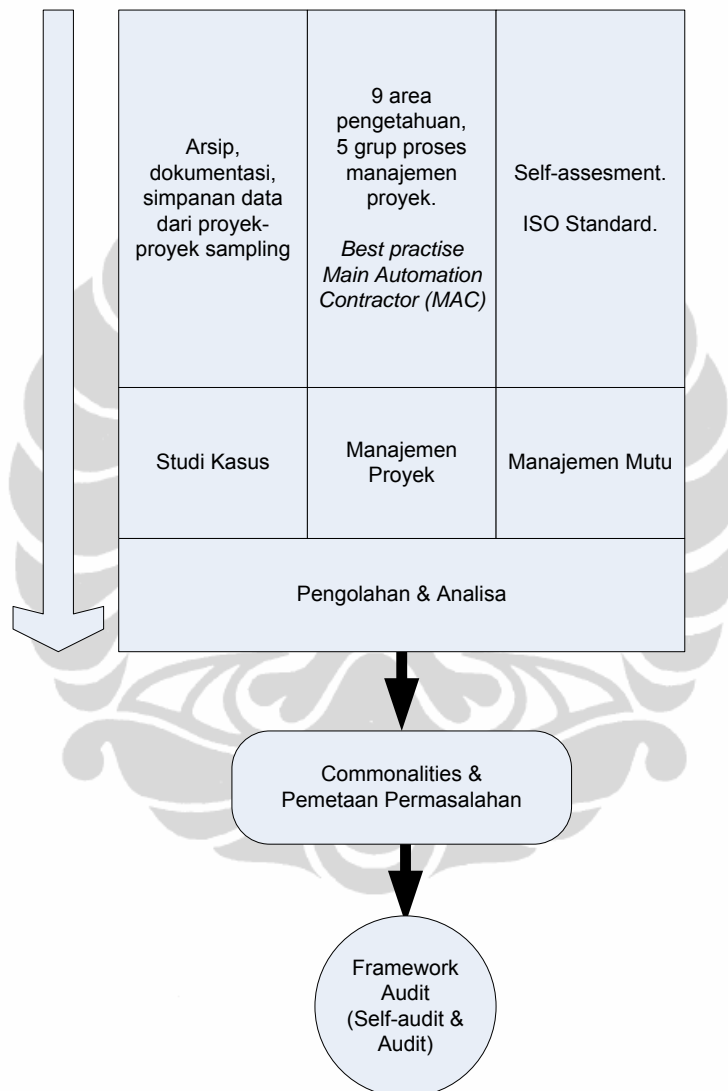 Arsip,
dokumentasi,
simpanan data
dari proyek-
proyek sampling
9 area
pengetahuan,
5 grup proses
manajemen
proyek.
Best practise
Main Automation
Contractor (MAC)
Self-assesment.
ISO Standard.
Studi Kasus
Manajemen
Proyek
Manajemen Mutu
Pengolahan & Analisa
Commonalities &
Pemetaan Permasalahan
Framework
Audit
(Self-audit &
Audit)